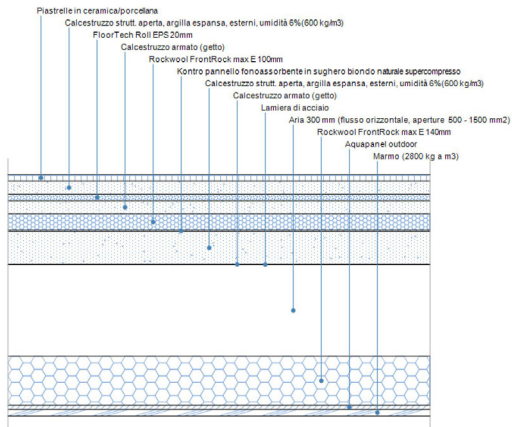 Piastrelle in ceramica/porcellana
Calcestruzzo strutt. aperta, argilla espansa, esterni, umidità 6%(600 kg/m3)
FloorTech Roll EPS 20mm
Calcestruzzo armato (getto)
Rockwool FrontRock max E 100mm
Kontro pannello fonoassorbente in sughero biondo naturale supercompresso
Calcestruzzo strutt. aperta, argilla espansa, esterni, umidità 6%(600 kg/m3)
Calcestruzzo armato (getto)
Lamiera di acciaio
Aria 300 mm (flusso orizzontale, aperture 500 - 1500 mm2)
Rockwool FrontRock max E 140mm
Aquapanel outdoor
Marmo (2800 kg a m3)